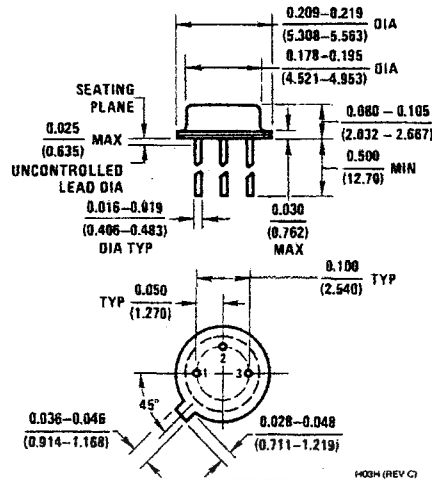 0.209–0.219 DIA
(5.308–5.563)
0.178–0.195 DIA
(4.521–4.953)
SEATING
PLANE
0.025 MAX
(0.635)
UNCONTROLLED
LEAD DIA
0.080–0.105
(2.032–2.667)
0.500 MIN
(12.70)
0.016–0.019
(0.406–0.483)
DIA TYP
0.030
(0.762)
MAX
0.100 TYP
(2.540)
TYP 0.050
(1.270)
1
2
3
45°
0.036–0.046
(0.914–1.168)
0.028–0.048
(0.711–1.219)
H03H (REV C)